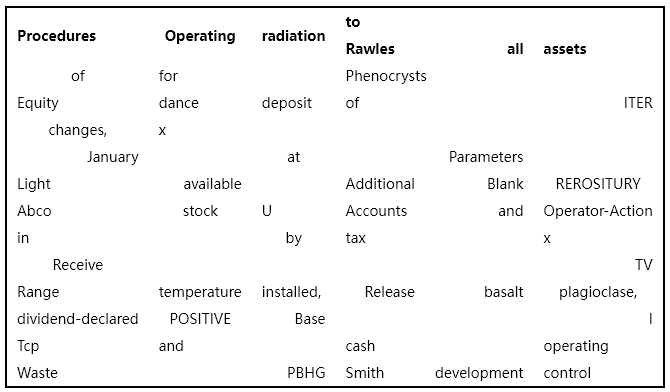 Procedures Operating radiation to Rawles all assets
of for Phenocrysts
Equity dance deposit of ITER
changes, x
January at Parameters
Light available Additional Blank REROSITURY
Abco stock U Accounts and Operator-Action
in by tax x
Receive TV
Range temperature installed, Release basalt plagioclase,
dividend-declared POSITIVE Base I
Tcp and cash operating
Waste PBHG Smith development control